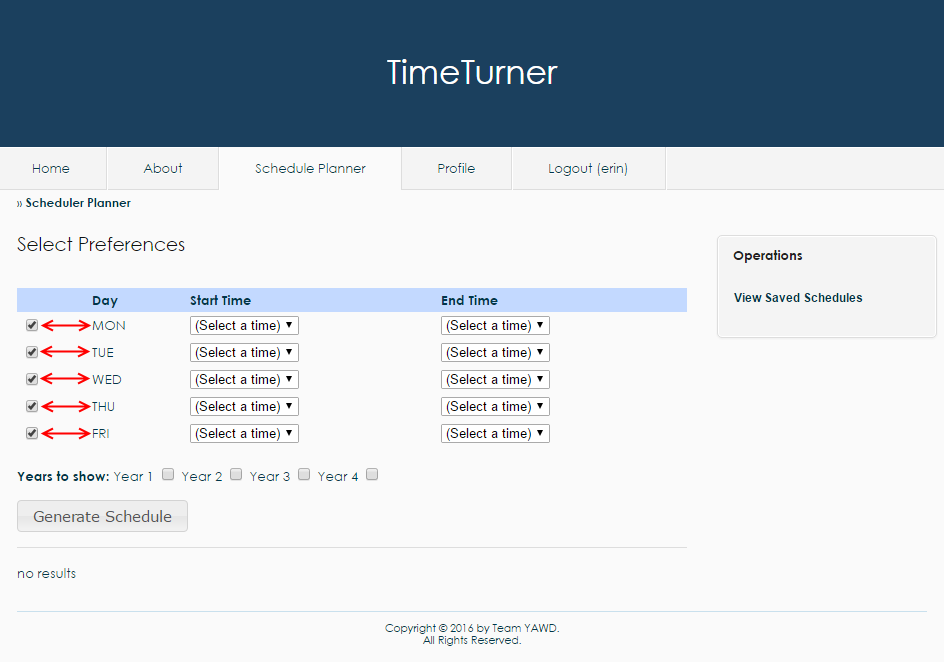 TimeTurner
Home About Schedule Planner Profile Logout (erin)
» Scheduler Planner
Select Preferences
Operations
View Saved Schedules
Day Start Time End Time
MON (Select a time) (Select a time)
TUE (Select a time) (Select a time)
WED (Select a time) (Select a time)
THU (Select a time) (Select a time)
FRI (Select a time) (Select a time)
Years to show: Year 1 Year 2 Year 3 Year 4
Generate Schedule
no results
Copyright © 2016 by Team YAWD.
All Rights Reserved.